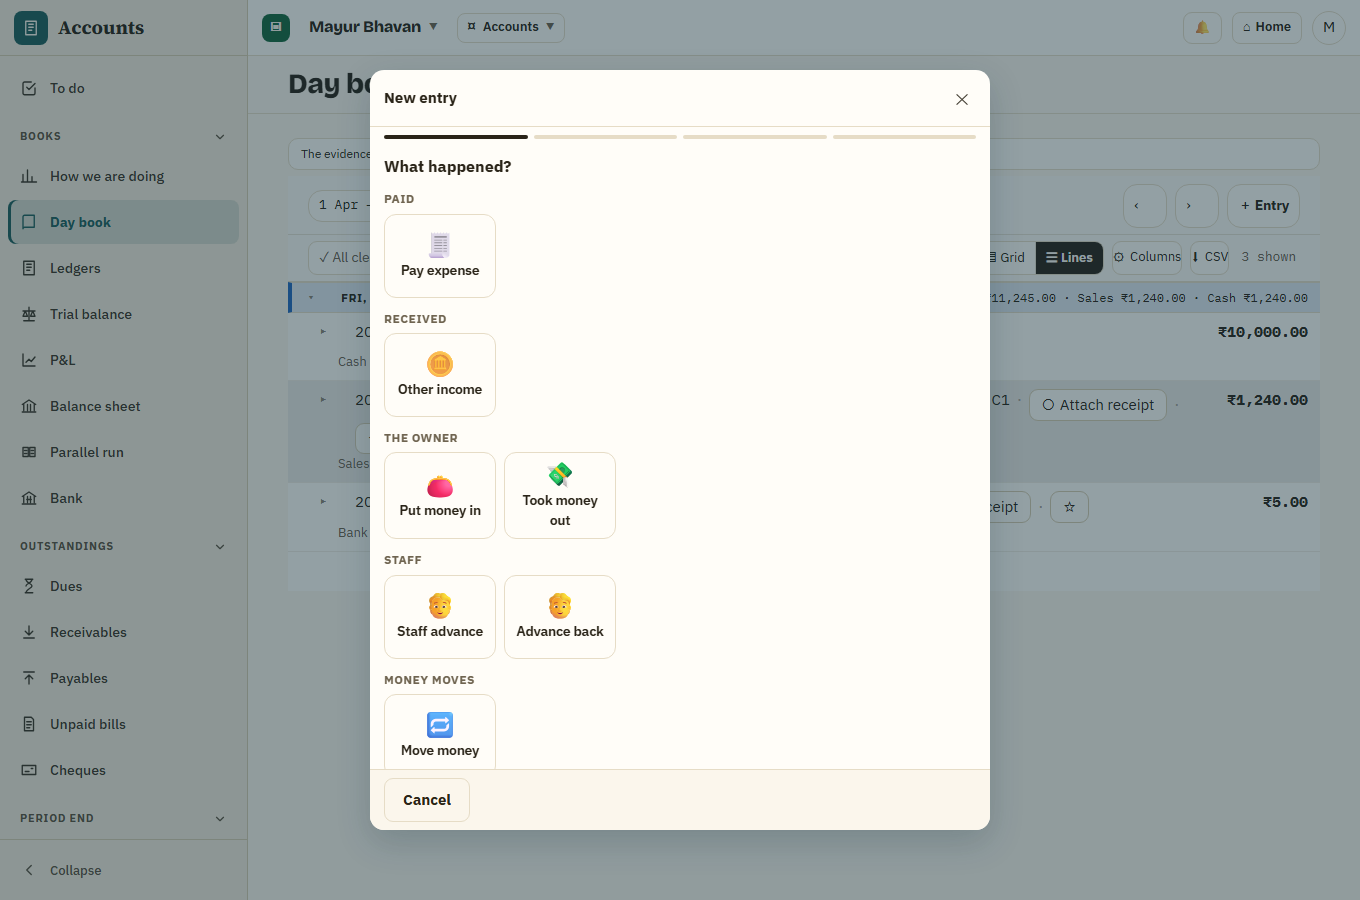 Accounts
Mayur Bhavan ▼
¤ Accounts ▼
Home
M
To do
BOOKS
How we are doing
Day book
Ledgers
Trial balance
P&L
Balance sheet
Parallel run
Bank
OUTSTANDINGS
Dues
Receivables
Payables
Unpaid bills
Cheques
PERIOD END
Collapse
The evidence
1 Apr
‹
›
+ Entry
✓ All
Grid
Lines
Columns
CSV
3 shown
FRI,
₹11,245.00 · Sales ₹1,240.00 · Cash ₹1,240.00
20
₹10,000.00
Cash
20
C1 ·
Attach receipt
·
₹1,240.00
Sales
20
·
☆
₹5.00
Bank
New entry
What happened?
PAID
Pay expense
RECEIVED
Other income
THE OWNER
Put money in
Took money
out
STAFF
Staff advance
Advance back
MONEY MOVES
Move money
Cancel